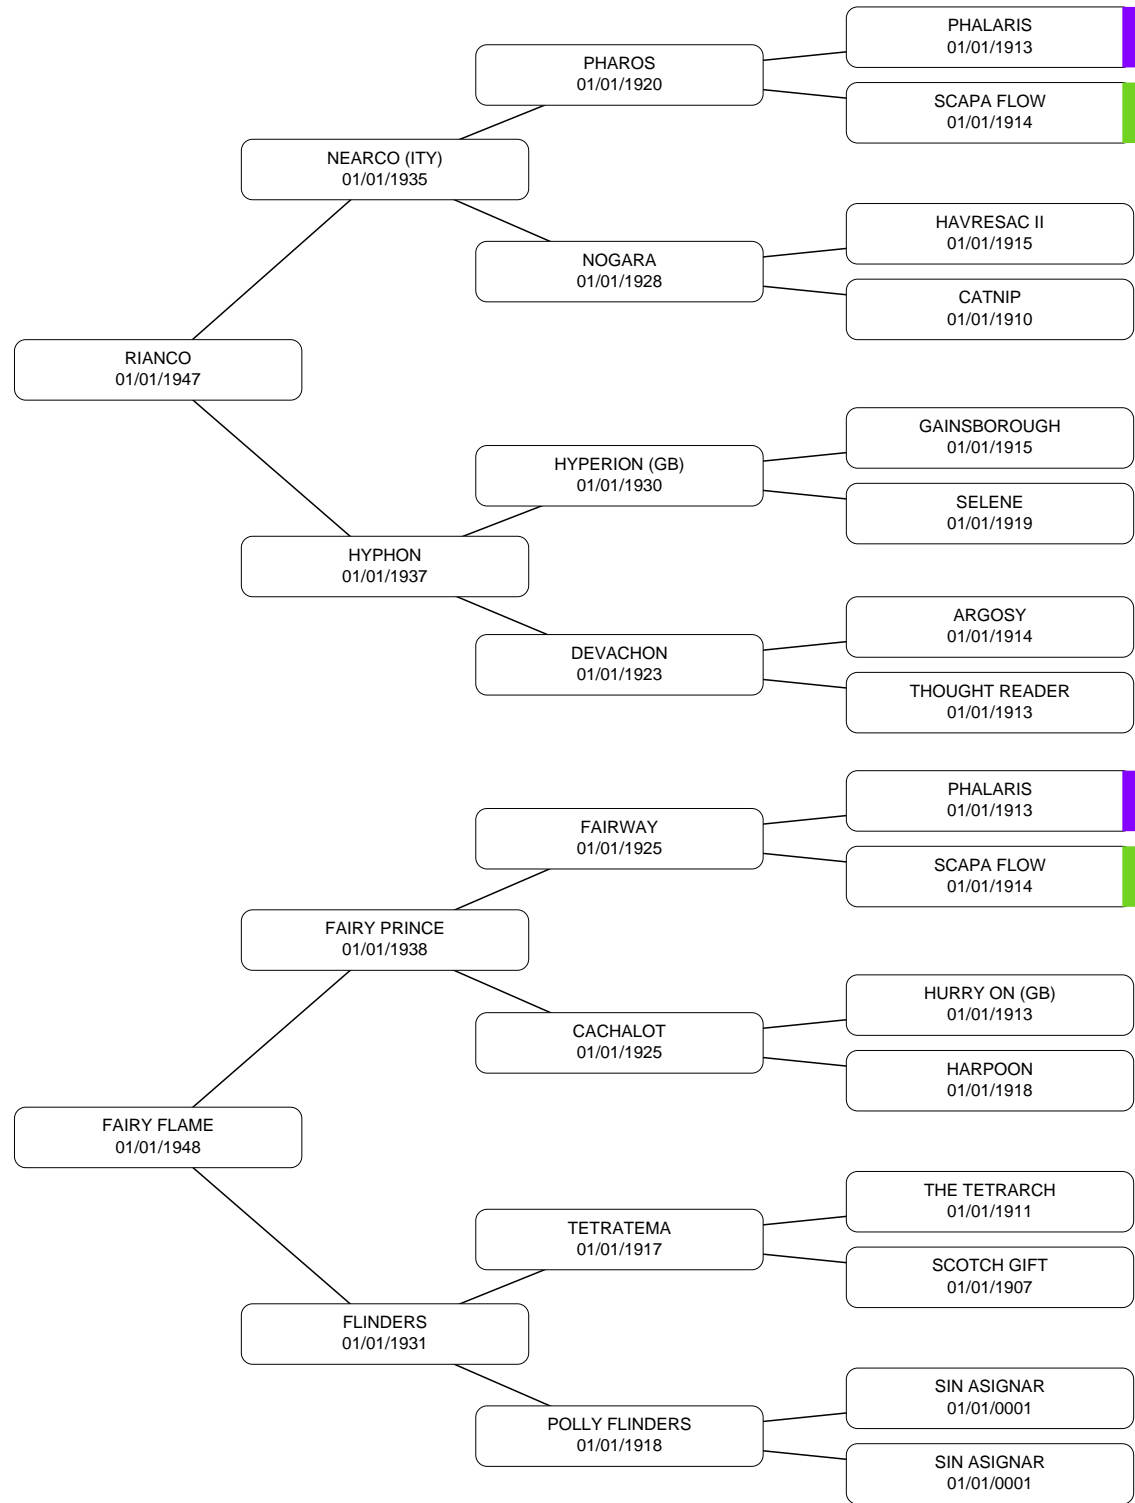 PHALARIS
01/01/1913
PHAROS
01/01/1920
SCAPA FLOW
01/01/1914
NEARCO (ITY)
01/01/1935
HAVRESAC II
01/01/1915
NOGARA
01/01/1928
CATNIP
01/01/1910
RIANCO
01/01/1947
GAINSBOROUGH
01/01/1915
HYPERION (GB)
01/01/1930
SELENE
01/01/1919
HYPHON
01/01/1937
ARGOSY
01/01/1914
DEVACHON
01/01/1923
THOUGHT READER
01/01/1913
PHALARIS
01/01/1913
FAIRWAY
01/01/1925
SCAPA FLOW
01/01/1914
FAIRY PRINCE
01/01/1938
HURRY ON (GB)
01/01/1913
CACHALOT
01/01/1925
HARPOON
01/01/1918
FAIRY FLAME
01/01/1948
THE TETRARCH
01/01/1911
TETRATEMA
01/01/1917
SCOTCH GIFT
01/01/1907
FLINDERS
01/01/1931
SIN ASIGNAR
01/01/0001
POLLY FLINDERS
01/01/1918
SIN ASIGNAR
01/01/0001